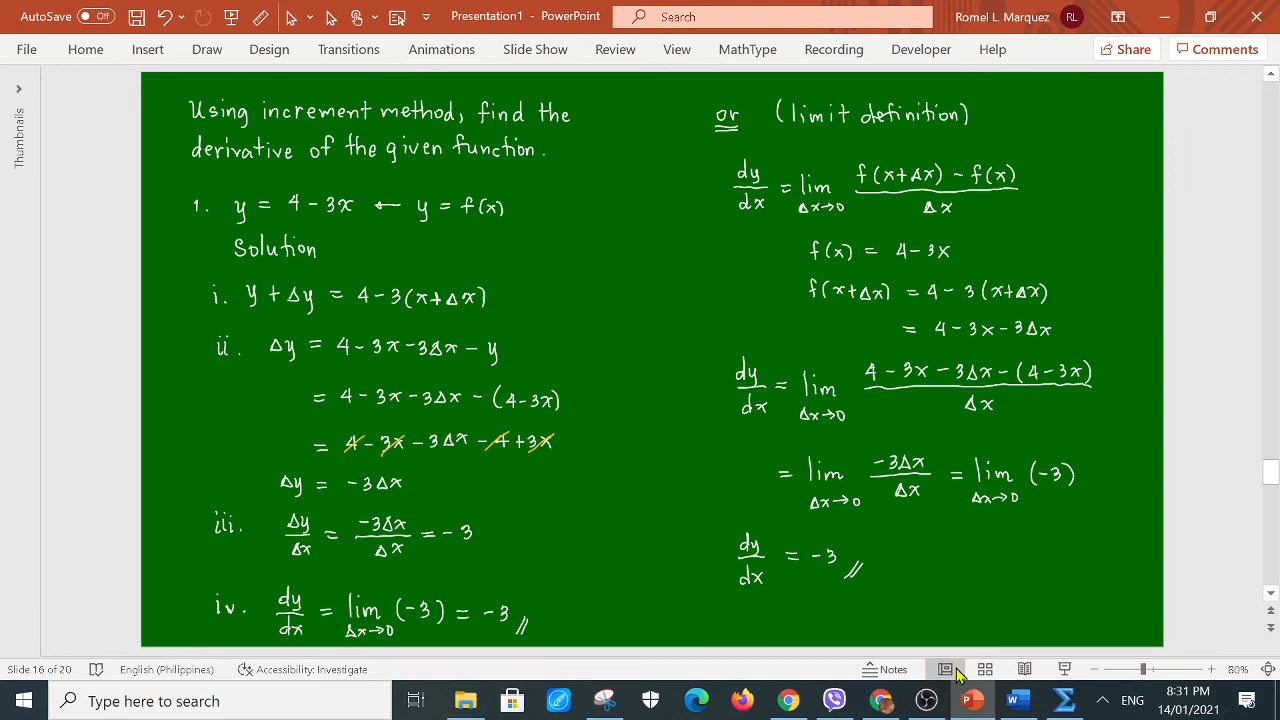 AutoSave Off Presentation1 - PowerPoint Search Romel L. Marquez RL
File Home Insert Draw Design Transitions Animations Slide Show Review View MathType Recording Developer Help Share Comments
Thumbnails
Using increment method, find the
derivative of the given function.
1. y = 4 - 3x ← y = f(x)
Solution
i. y + Δy = 4 - 3(x + Δx)
ii. Δy = 4 - 3x - 3Δx - y
= 4 - 3x - 3Δx - (4 - 3x)
= 4 - 3x - 3Δx - 4 + 3x
Δy = -3Δx
iii. Δy/Δx = -3Δx/Δx = -3
iv. dy/dx = lim Δx→0 (-3) = -3 //
or (limit definition)
dy/dx = lim Δx→0 f(x+Δx) - f(x) / Δx
f(x) = 4 - 3x
f(x+Δx) = 4 - 3(x+Δx)
= 4 - 3x - 3Δx
dy/dx = lim Δx→0 4 - 3x - 3Δx - (4 - 3x) / Δx
= lim Δx→0 -3Δx/Δx = lim Δx→0 (-3)
dy/dx = -3 //
Slide 16 of 20 English (Philippines) Accessibility: Investigate Notes 80%
Type here to search ENG 8:31 PM
14/01/2021